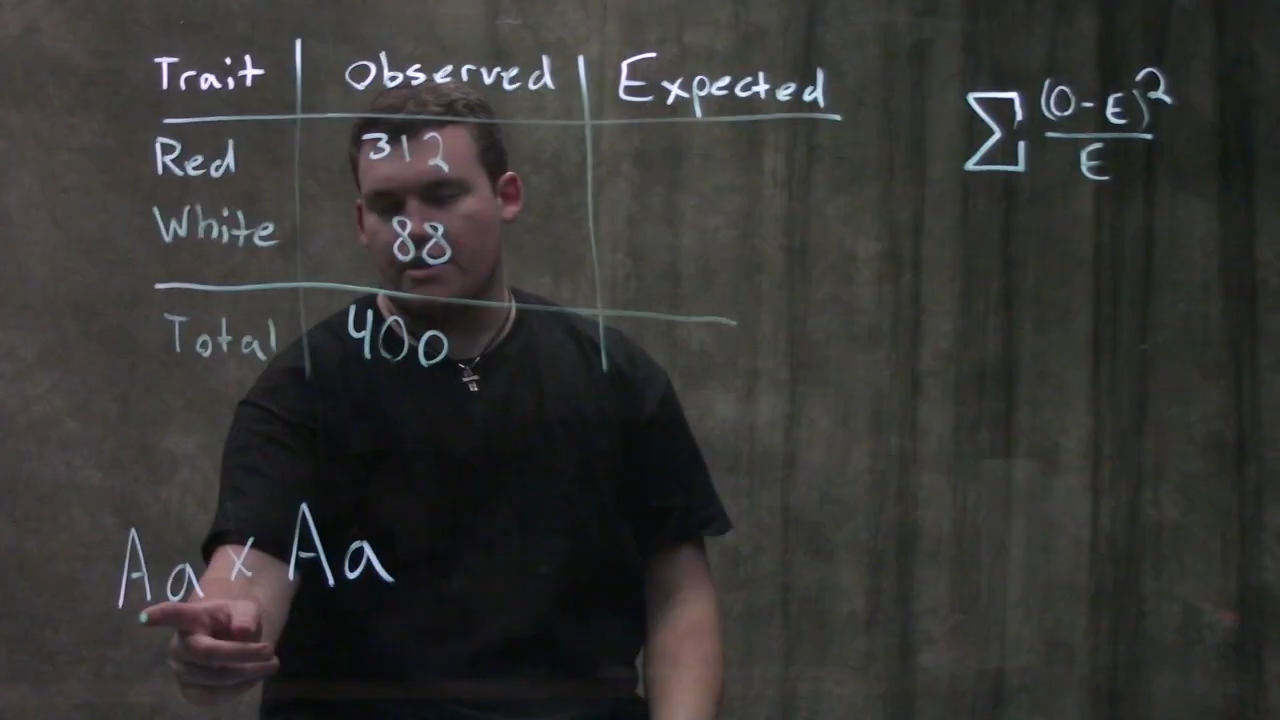 Trait Observed Expected
Red 312
White 88
Total 400
∑ (O-E)²
E
Aa x Aa